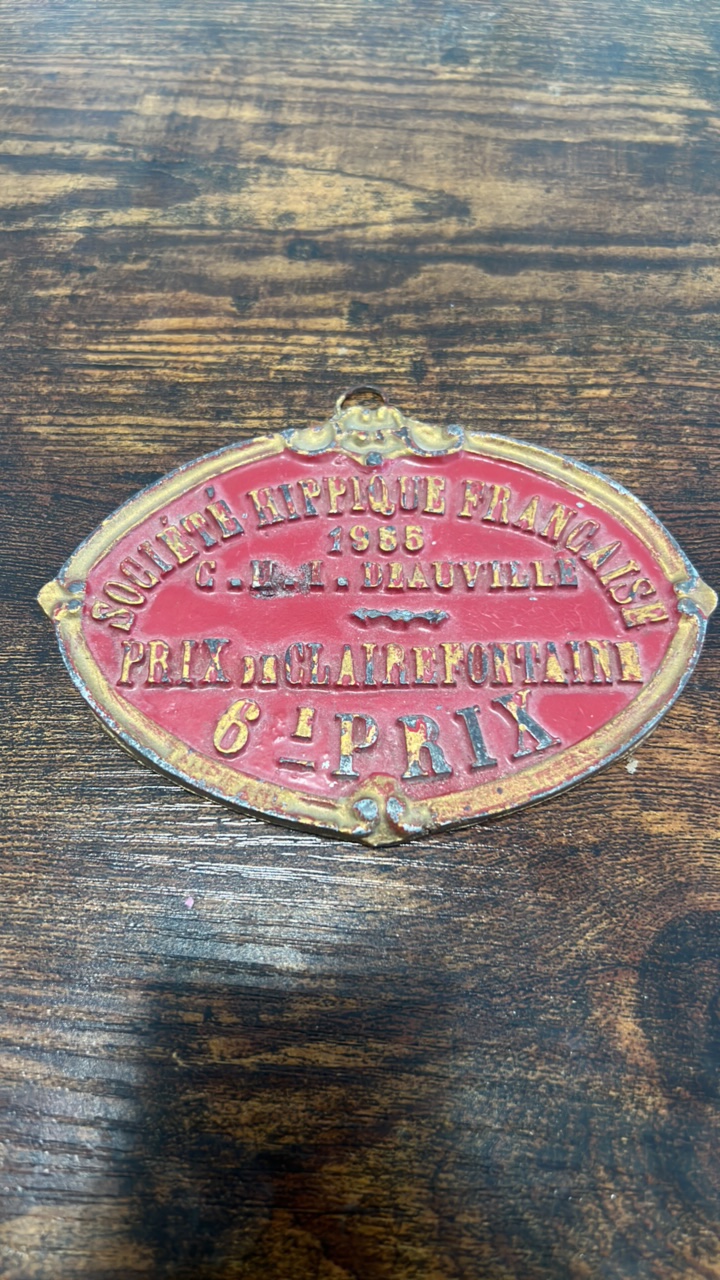 SOCIÉTÉ HIPPIQUE FRANÇAISE
1955
C.H.I. DEAUVILLE
PRIX DE CLAIREFONTAINE
6E PRIX